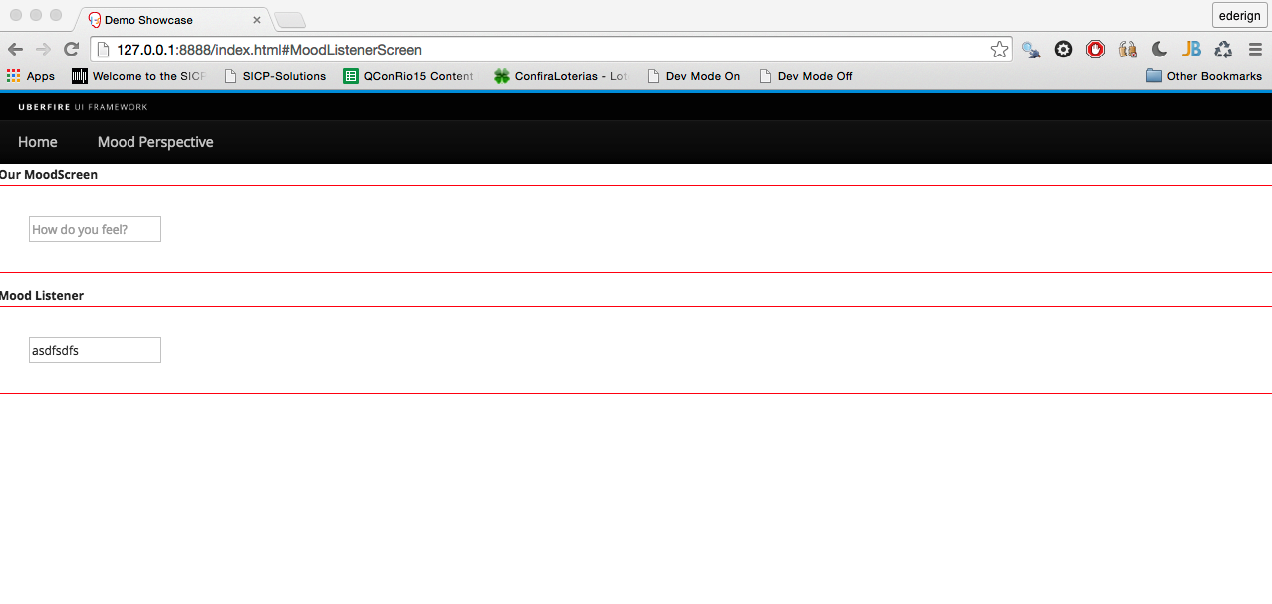 Demo Showcase
ederign
127.0.0.1:8888/index.html#MoodListenerScreen
Apps Welcome to the SICP SICP-Solutions QConRio15 Content ConfiraLoterias - Lot Dev Mode On Dev Mode Off Other Bookmarks
UBERFIRE UI FRAMEWORK
Home Mood Perspective
Our MoodScreen
How do you feel?
Mood Listener
asdfsdfs